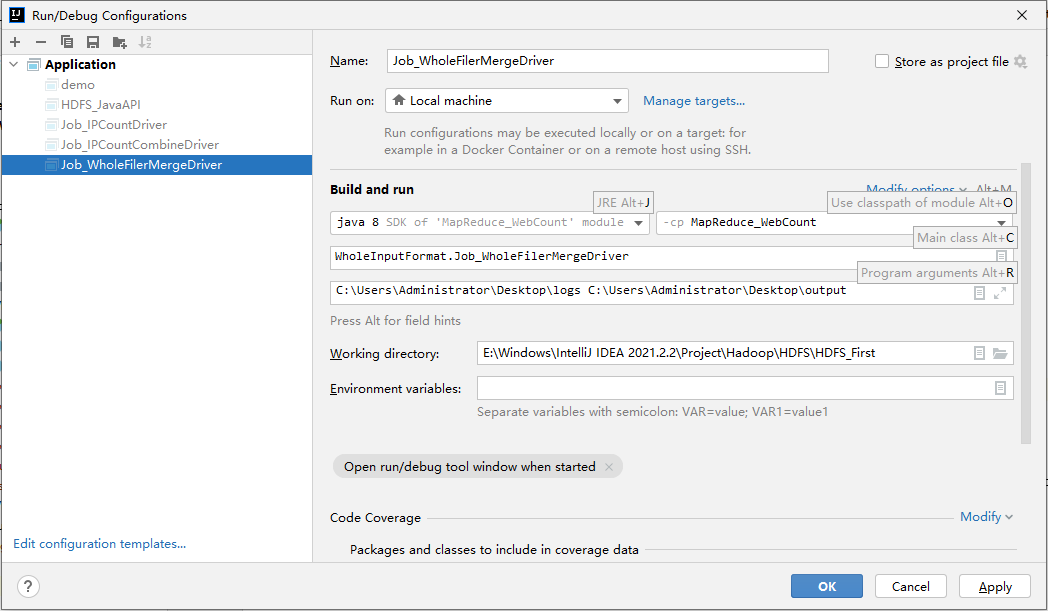 Run/Debug Configurations
Application
demo
HDFS_JavaAPI
Job_IPCountDriver
Job_IPCountCombineDriver
Job_WholeFilerMergeDriver
Edit configuration templates...
?
Name: Job_WholeFilerMergeDriver Store as project file
Run on: Local machine Manage targets...
Run configurations may be executed locally or on a target: for
example in a Docker Container or on a remote host using SSH.
Build and run Modify options Alt+M
JRE Alt+J Use classpath of module Alt+O
java 8 SDK of 'MapReduce_WebCount' module -cp MapReduce_WebCount
Main class Alt+C
WholeInputFormat.Job_WholeFilerMergeDriver
Program arguments Alt+R
C:\Users\Administrator\Desktop\logs C:\Users\Administrator\Desktop\output
Press Alt for field hints
Working directory: E:\Windows\IntelliJ IDEA 2021.2.2\Project\Hadoop\HDFS\HDFS_First
Environment variables:
Separate variables with semicolon: VAR=value; VAR1=value1
Open run/debug tool window when started
Code Coverage Modify
Packages and classes to include in coverage data
OK Cancel Apply